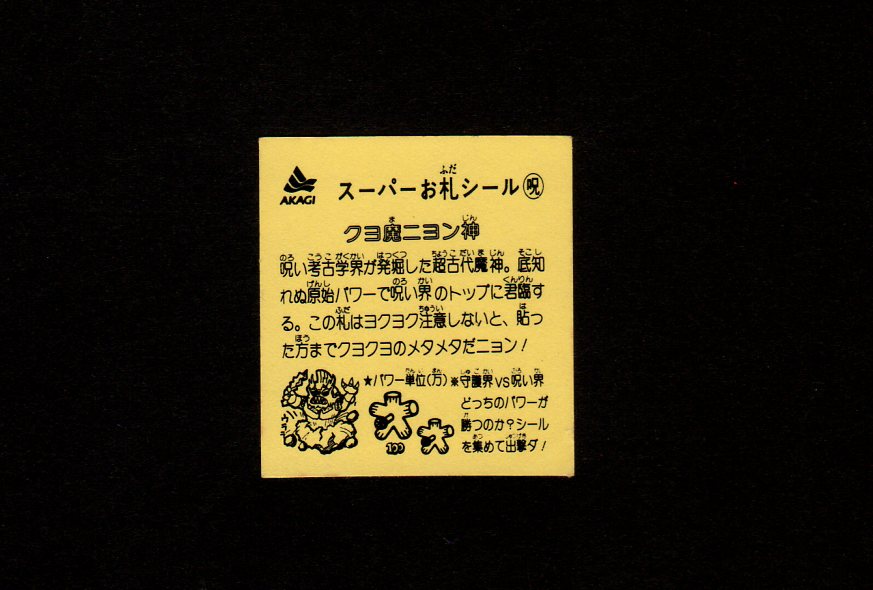 AKAGI
スーパーお札シール 呪
クヨ魔ニヨン神
呪い考古学界が発掘した超古代魔神。底知
れぬ原始パワーで呪い界のトップに君臨す
る。この札はヨクヨク注意しないと、貼っ
た方までクヨクヨのメタメタだニョン！
★パワー単位(万)
100
※守護界VS呪い界
どっちのパワーが
勝つのか？シール
を集めて出撃ダ！